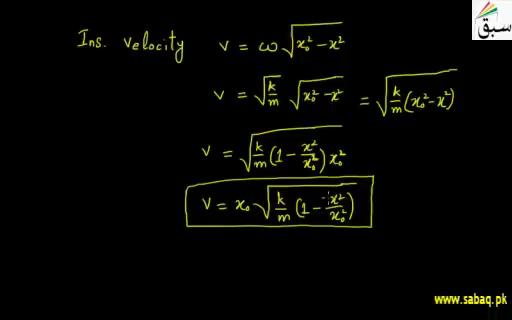 سبق
Ins. velocity v = ω√(x₀² − x²)
v = √(k/m) √(x₀² − x²) = √(k/m (x₀² − x²))
v = √(k/m (1 − x²/x₀²) x₀²)
v = x₀ √(k/m (1 − x²/x₀²))
www.sabaq.pk